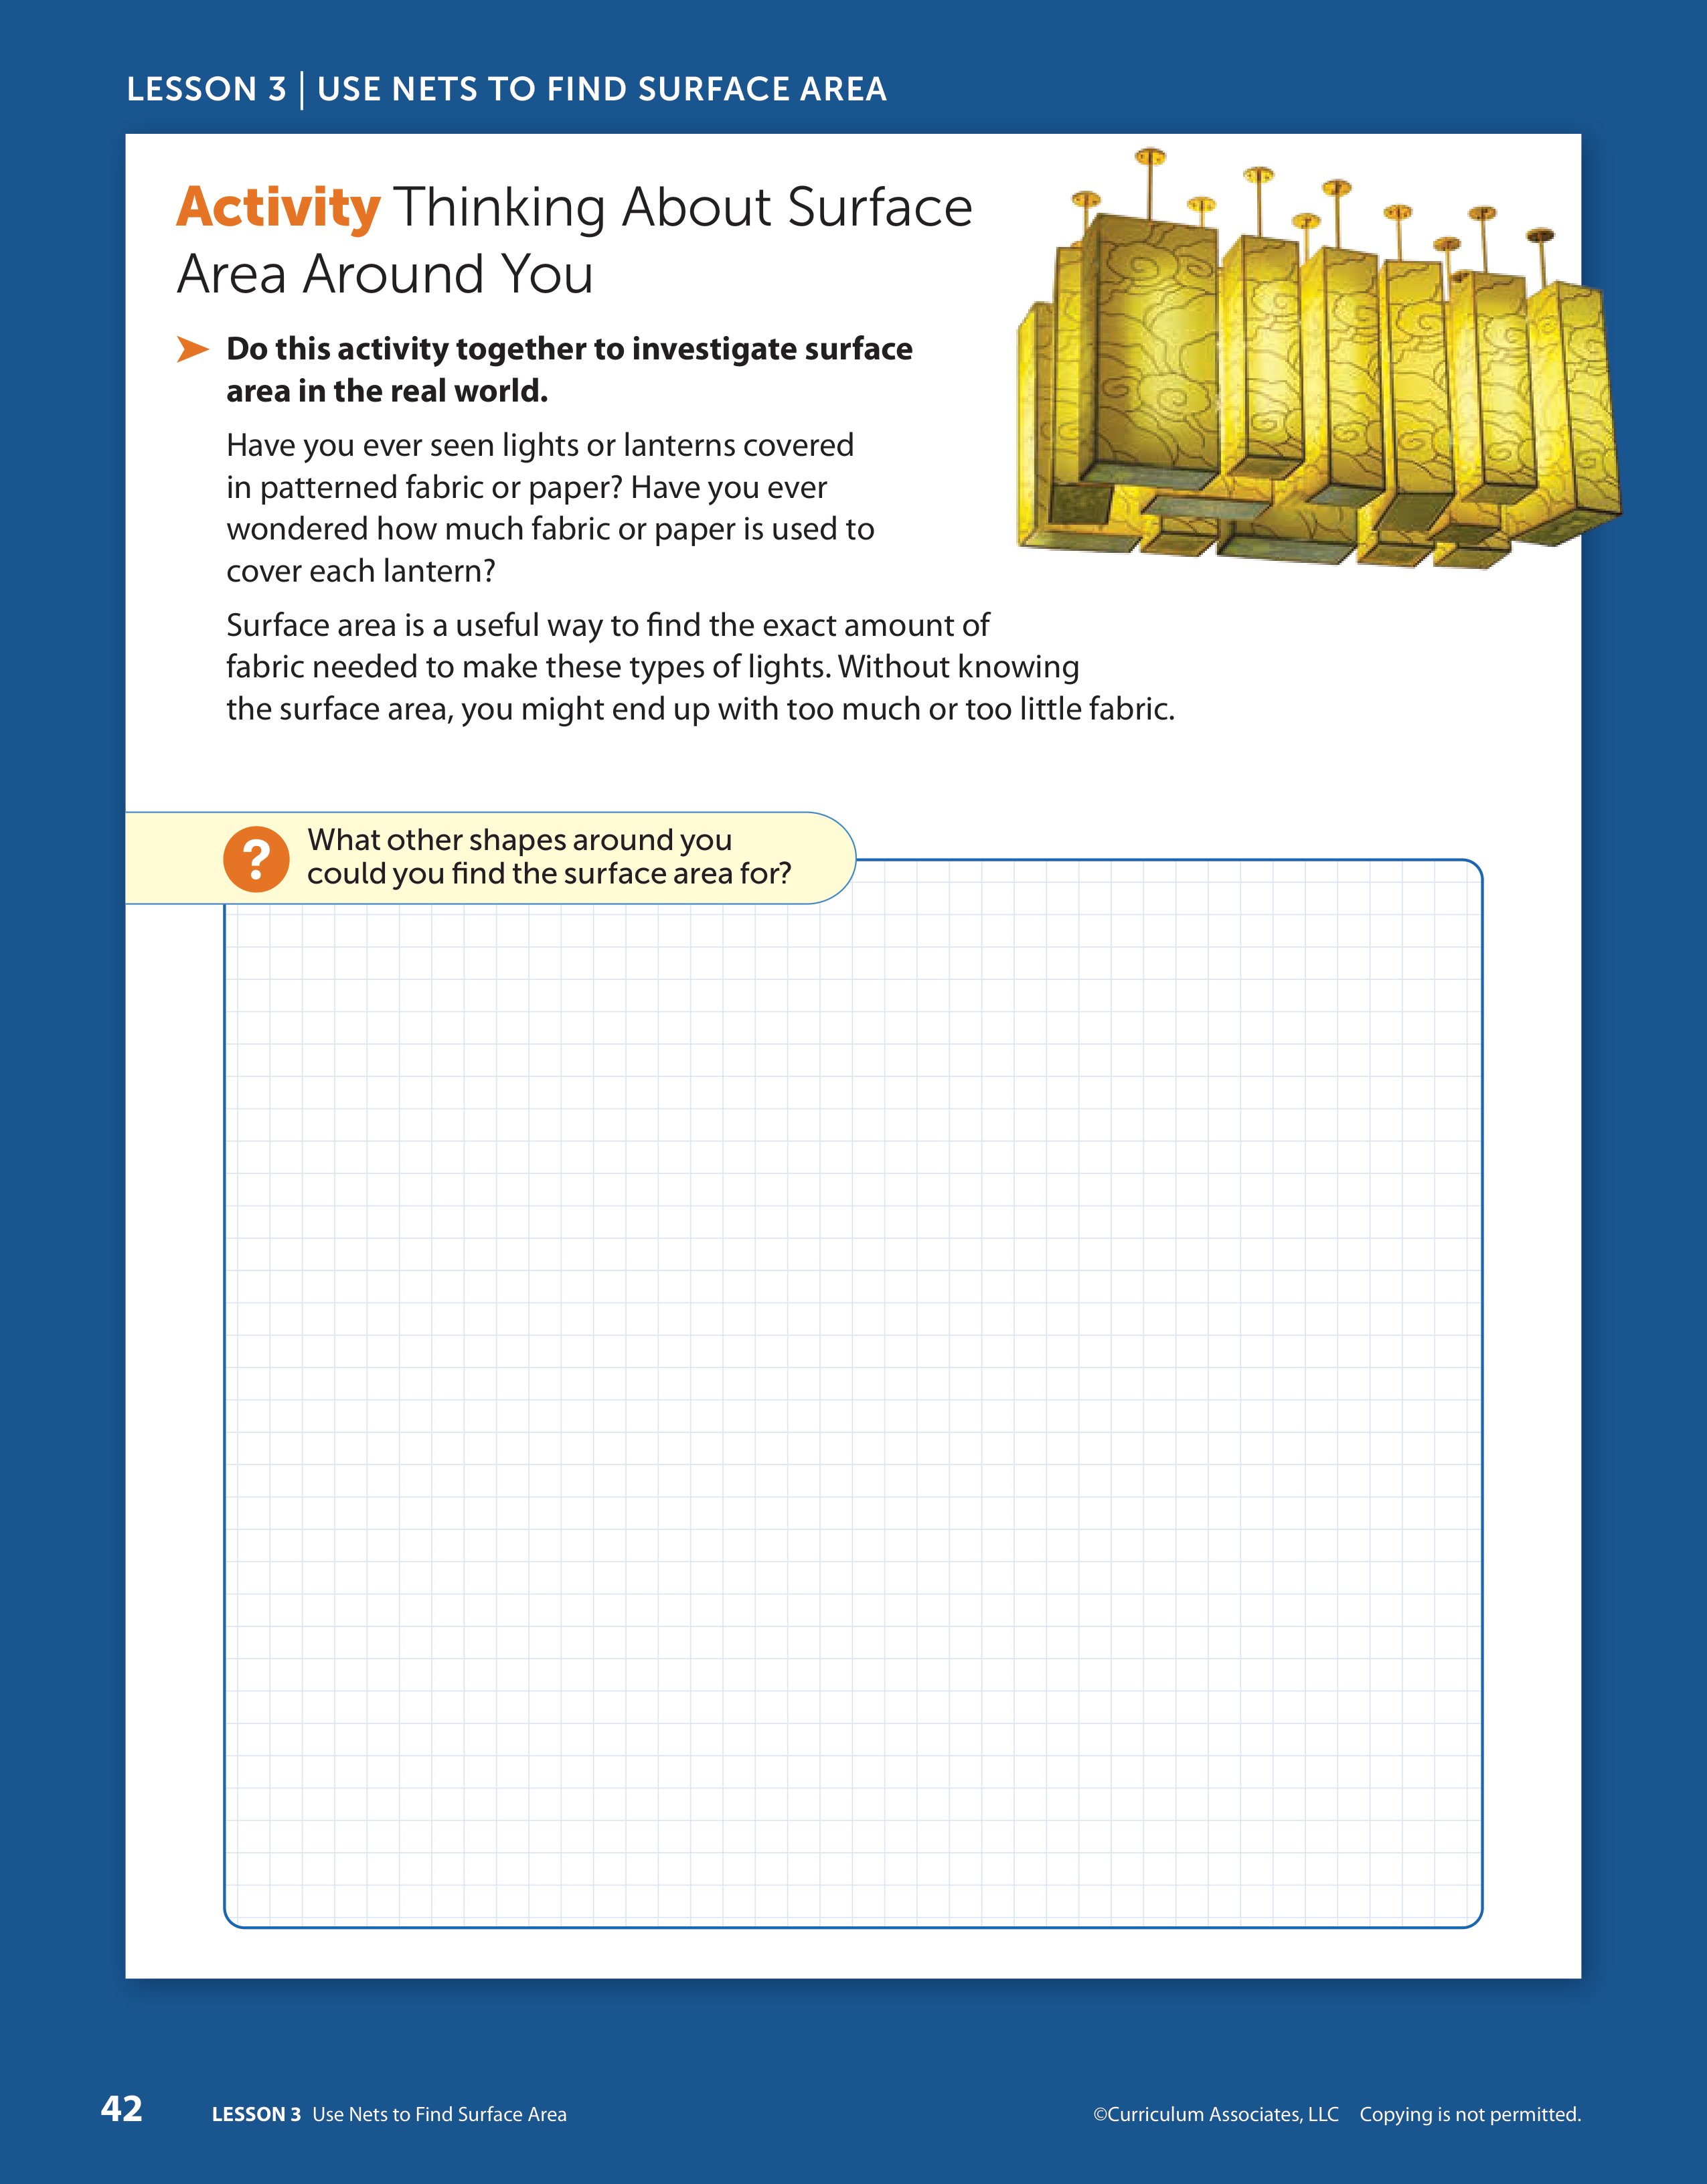 LESSON 3 | USE NETS TO FIND SURFACE AREA
Activity Thinking About Surface
Area Around You
Do this activity together to investigate surface
area in the real world.
Have you ever seen lights or lanterns covered
in patterned fabric or paper? Have you ever
wondered how much fabric or paper is used to
cover each lantern?
Surface area is a useful way to find the exact amount of
fabric needed to make these types of lights. Without knowing
the surface area, you might end up with too much or too little fabric.
? What other shapes around you
could you find the surface area for?
42 LESSON 3 Use Nets to Find Surface Area ©Curriculum Associates, LLC Copying is not permitted.